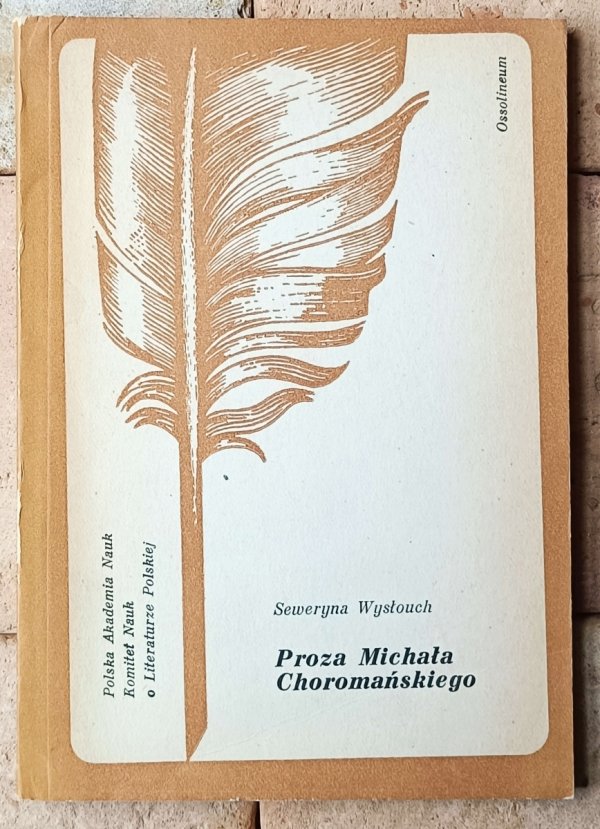 Ossolineum
Polska Akademia Nauk
Komitet Nauk
o Literaturze Polskiej
Seweryna Wysłouch
Proza Michała
Choromańskiego